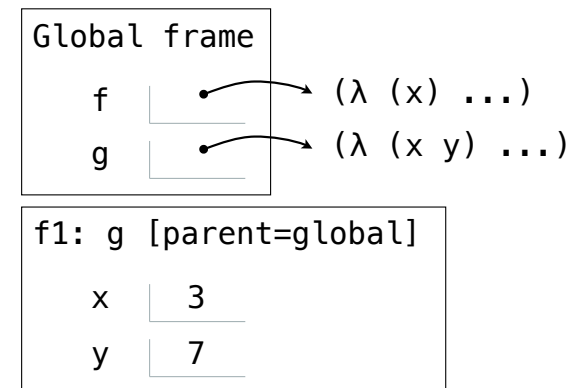 Global frame
f (λ (x) ...)
g (λ (x y) ...)
f1: g [parent=global]
x 3
y 7